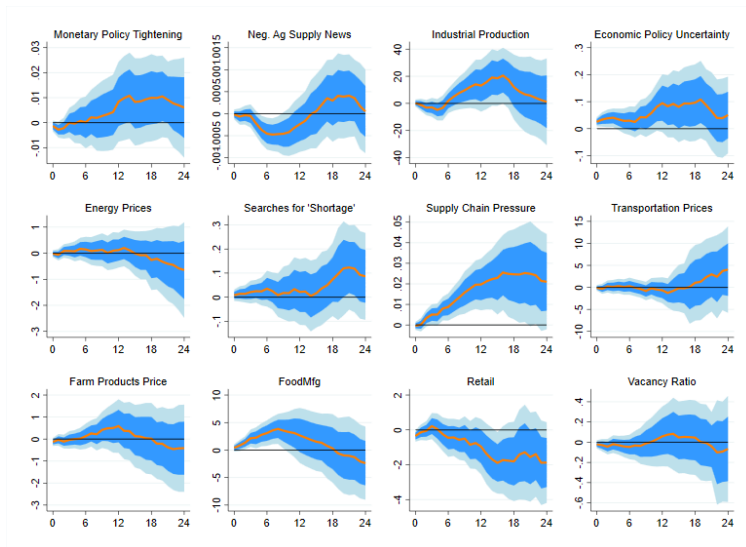 Monetary Policy Tightening
.03
.02
.01
0
-.01
0 6 12 18 24
Neg. Ag Supply News
0
0 6 12 18 24
Industrial Production
40
20
0
-20
-40
0 6 12 18 24
Economic Policy Uncertainty
.3
.2
.1
0
-.1
0 6 12 18 24
Energy Prices
1
0
-1
-2
-3
0 6 12 18 24
Searches for 'Shortage'
.3
.2
.1
0
-.1
0 6 12 18 24
Supply Chain Pressure
.05
.04
.03
.02
.01
0
0 6 12 18 24
Transportation Prices
15
10
5
0
-5
-10
0 6 12 18 24
Farm Products Price
2
1
0
-1
-2
-3
0 6 12 18 24
FoodMfg
10
5
0
-5
-10
0 6 12 18 24
Retail
2
0
-2
-4
0 6 12 18 24
Vacancy Ratio
.4
.2
0
-.2
-.4
-.6
0 6 12 18 24